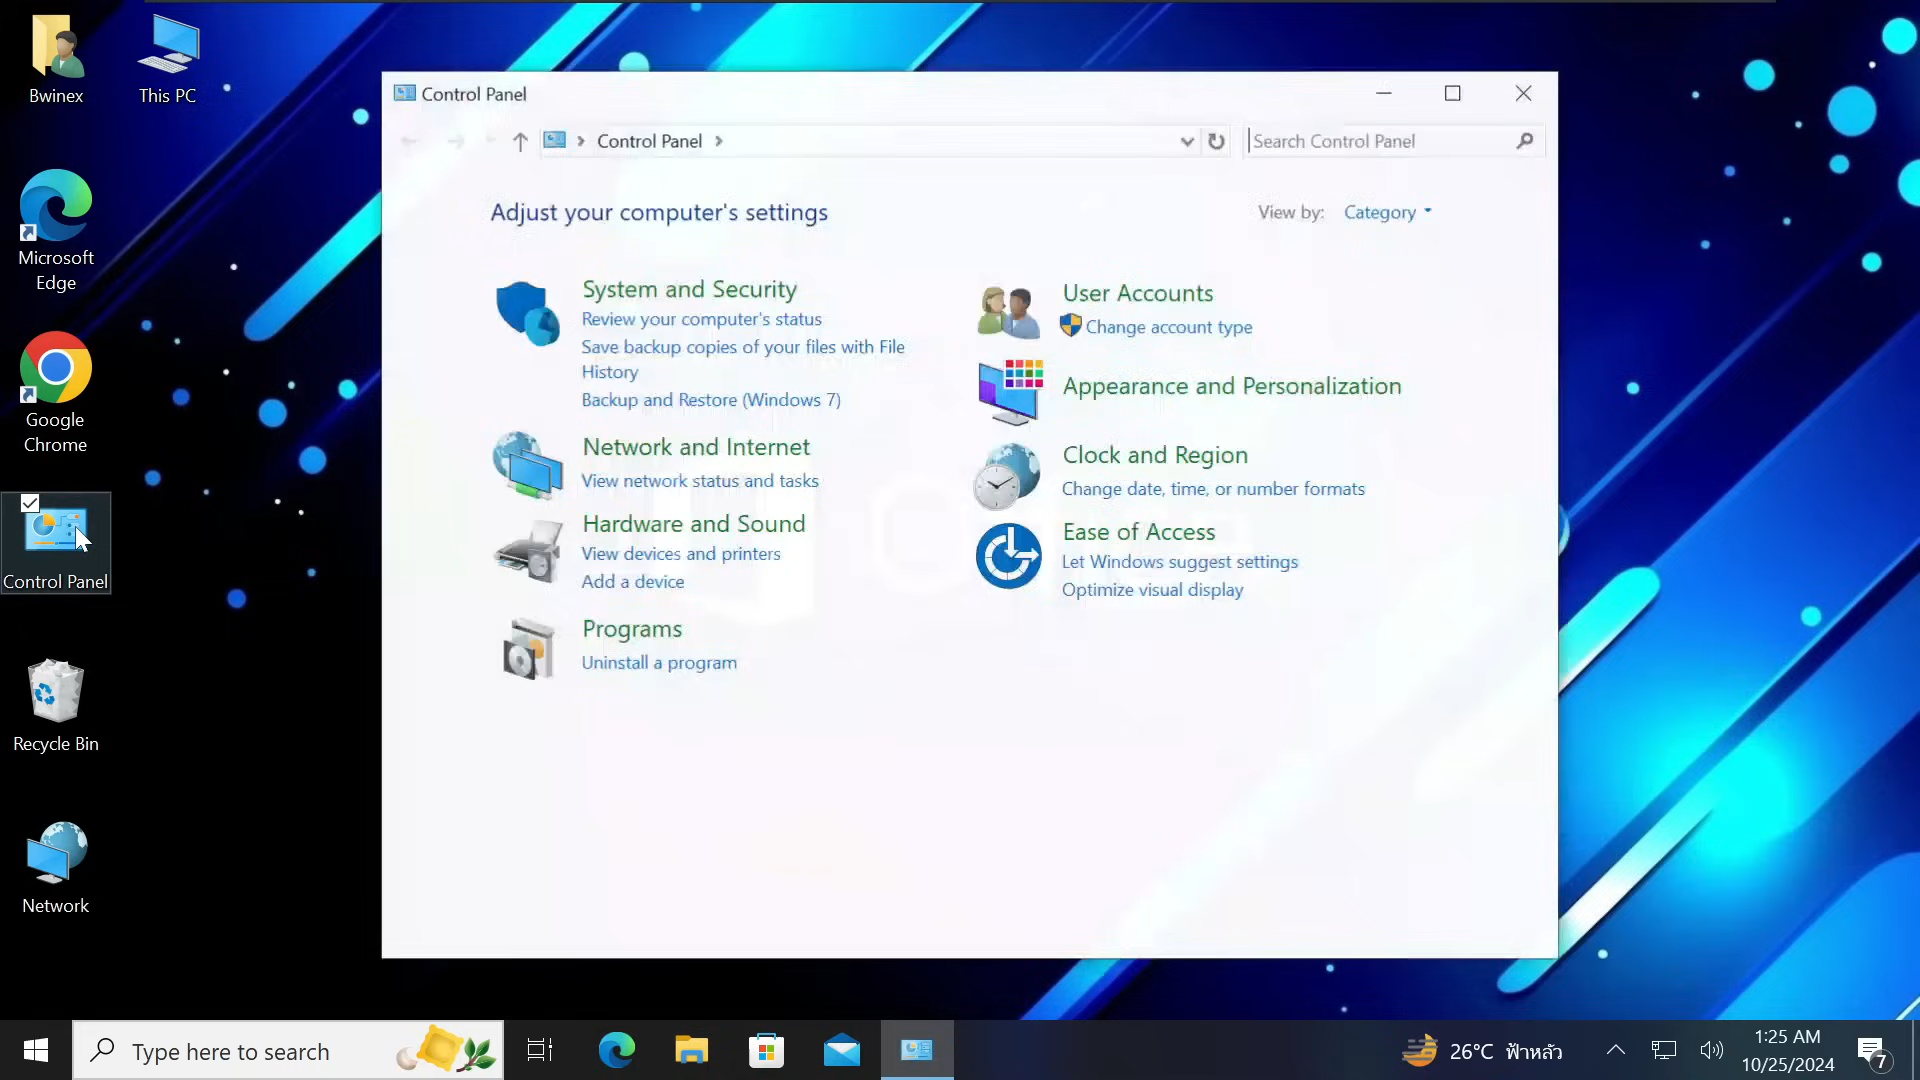 Bwinex
This PC
Microsoft
Edge
Google
Chrome
Control Panel
Recycle Bin
Network
Control Panel
Control Panel
Search Control Panel
Adjust your computer's settings
View by: Category
System and Security
Review your computer's status
Save backup copies of your files with File
History
Backup and Restore (Windows 7)
Network and Internet
View network status and tasks
Hardware and Sound
View devices and printers
Add a device
Programs
Uninstall a program
User Accounts
Change account type
Appearance and Personalization
Clock and Region
Change date, time, or number formats
Ease of Access
Let Windows suggest settings
Optimize visual display
Type here to search
26°C ฟ้าหลัว
1:25 AM
10/25/2024
7